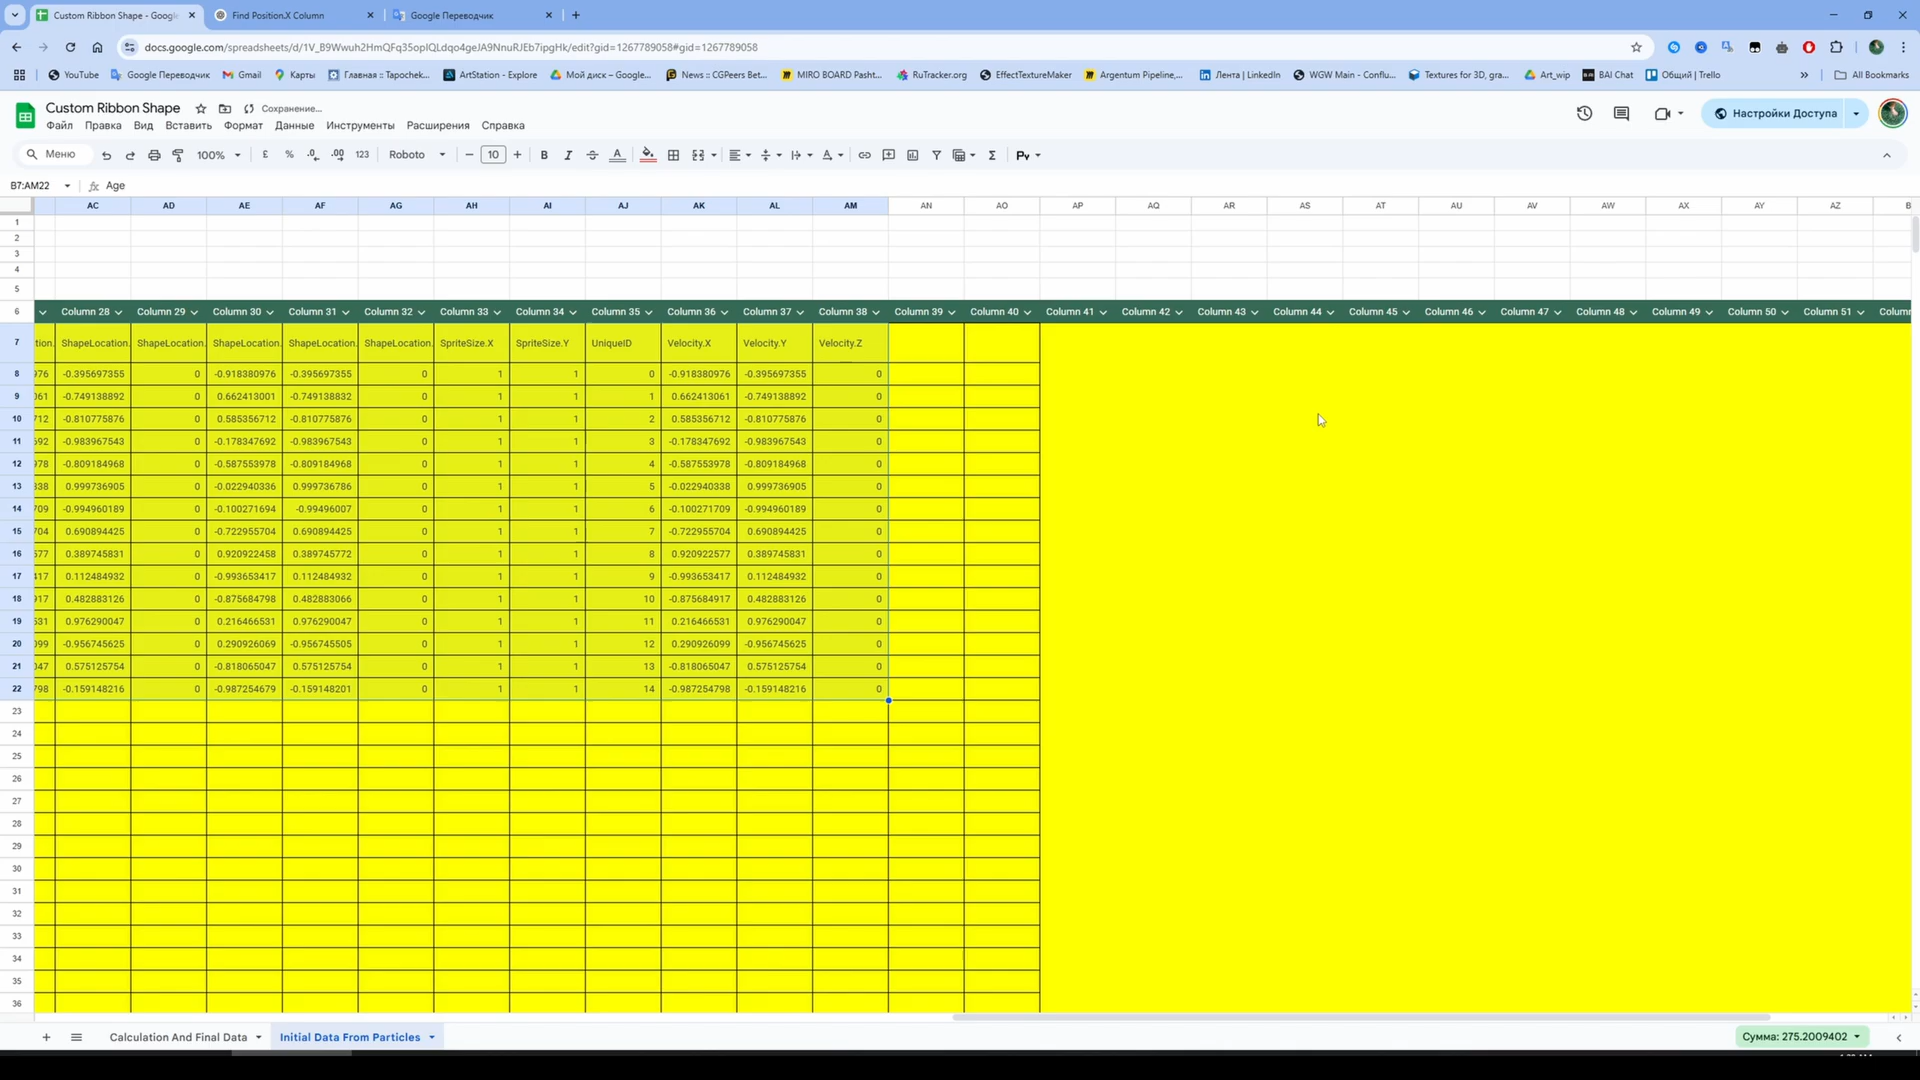 Custom Ribbon Shape - Google
Find Position.X Column
Google Переводчик
docs.google.com/spreadsheets/d/1V_B9Wwuh2HmQFq35opIQLdqo4geJA9NnuRJEb7ipgHk/edit?gid=1267789058#gid=1267789058
YouTube Google Переводчик Gmail Карты Главная :: Tapochek... ArtStation - Explore Мой диск – Google... News :: CGPeers Bet... MIRO BOARD Pasht... RuTracker.org EffectTextureMaker Argentum Pipeline,... Лента | LinkedIn WGW Main - Conflu... Textures for 3D, gra... Art_wip BAI Chat Общий | Trello » All Bookmarks
Custom Ribbon Shape Сохранение...
Настройки Доступа
Файл Правка Вид Вставить Формат Данные Инструменты Расширения Справка
Меню 100% £ % .0 .00 123 Roboto 10 B I A Σ Pγ
B7:AM22 fx Age
AC AD AE AF AG AH AI AJ AK AL AM AN AO AP AQ AR AS AT AU AV AW AX AY AZ B
1
2
3
4
5
6 Column 28 Column 29 Column 30 Column 31 Column 32 Column 33 Column 34 Column 35 Column 36 Column 37 Column 38 Column 39 Column 40 Column 41 Column 42 Column 43 Column 44 Column 45 Column 46 Column 47 Column 48 Column 49 Column 50 Column 51 Colum
7 tion. ShapeLocation. ShapeLocation. ShapeLocation. ShapeLocation. ShapeLocation. SpriteSize.X SpriteSize.Y UniqueID Velocity.X Velocity.Y Velocity.Z
8 976 -0.395697355 0 -0.918380976 -0.395697355 0 1 1 0 -0.918380976 -0.395697355 0
9 061 -0.749138892 0 0.662413001 -0.749138832 0 1 1 1 0.662413061 -0.749138892 0
10 712 -0.810775876 0 0.585356712 -0.810775876 0 1 1 2 0.585356712 -0.810775876 0
11 692 -0.983967543 0 -0.178347692 -0.983967543 0 1 1 3 -0.178347692 -0.983967543 0
12 978 -0.809184968 0 -0.587553978 -0.809184968 0 1 1 4 -0.587553978 -0.809184968 0
13 338 0.999736905 0 -0.022940336 0.999736786 0 1 1 5 -0.022940338 0.999736905 0
14 709 -0.994960189 0 -0.100271694 -0.99496007 0 1 1 6 -0.100271709 -0.994960189 0
15 704 0.690894425 0 -0.722955704 0.690894425 0 1 1 7 -0.722955704 0.690894425 0
16 577 0.389745831 0 0.920922458 0.389745772 0 1 1 8 0.920922577 0.389745831 0
17 417 0.112484932 0 -0.993653417 0.112484932 0 1 1 9 -0.993653417 0.112484932 0
18 917 0.482883126 0 -0.875684798 0.482883066 0 1 1 10 -0.875684917 0.482883126 0
19 531 0.976290047 0 0.216466531 0.976290047 0 1 1 11 0.216466531 0.976290047 0
20 099 -0.956745625 0 0.290926069 -0.956745505 0 1 1 12 0.290926099 -0.956745625 0
21 047 0.575125754 0 -0.818065047 0.575125754 0 1 1 13 -0.818065047 0.575125754 0
22 798 -0.159148216 0 -0.987254679 -0.159148201 0 1 1 14 -0.987254798 -0.159148216 0
23
24
25
26
27
28
29
30
31
32
33
34
35
36
Calculation And Final Data Initial Data From Particles Сумма: 275.2009402